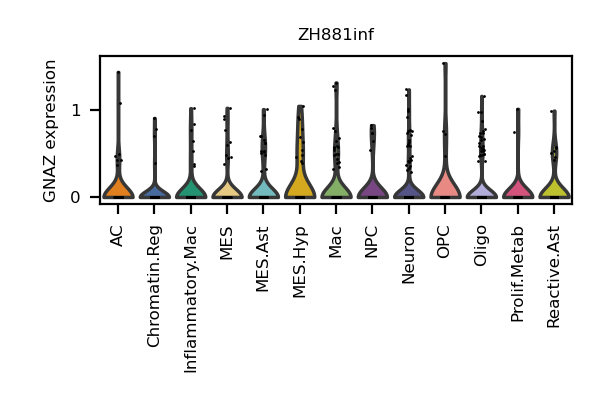 ZH881inf
GNAZ expression
1
0
AC
Chromatin.Reg
Inflammatory.Mac
MES
MES.Ast
MES.Hyp
Mac
NPC
Neuron
OPC
Oligo
Prolif.Metab
Reactive.Ast